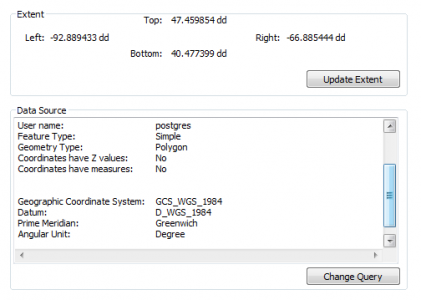 Extent
Top: 47.459854 dd
Left: -92.889433 dd Right: -66.885444 dd
Bottom: 40.477399 dd
Update Extent
Data Source
User name: postgres
Feature Type: Simple
Geometry Type: Polygon
Coordinates have Z values: No
Coordinates have measures: No
Geographic Coordinate System: GCS_WGS_1984
Datum: D_WGS_1984
Prime Meridian: Greenwich
Angular Unit: Degree
Change Query